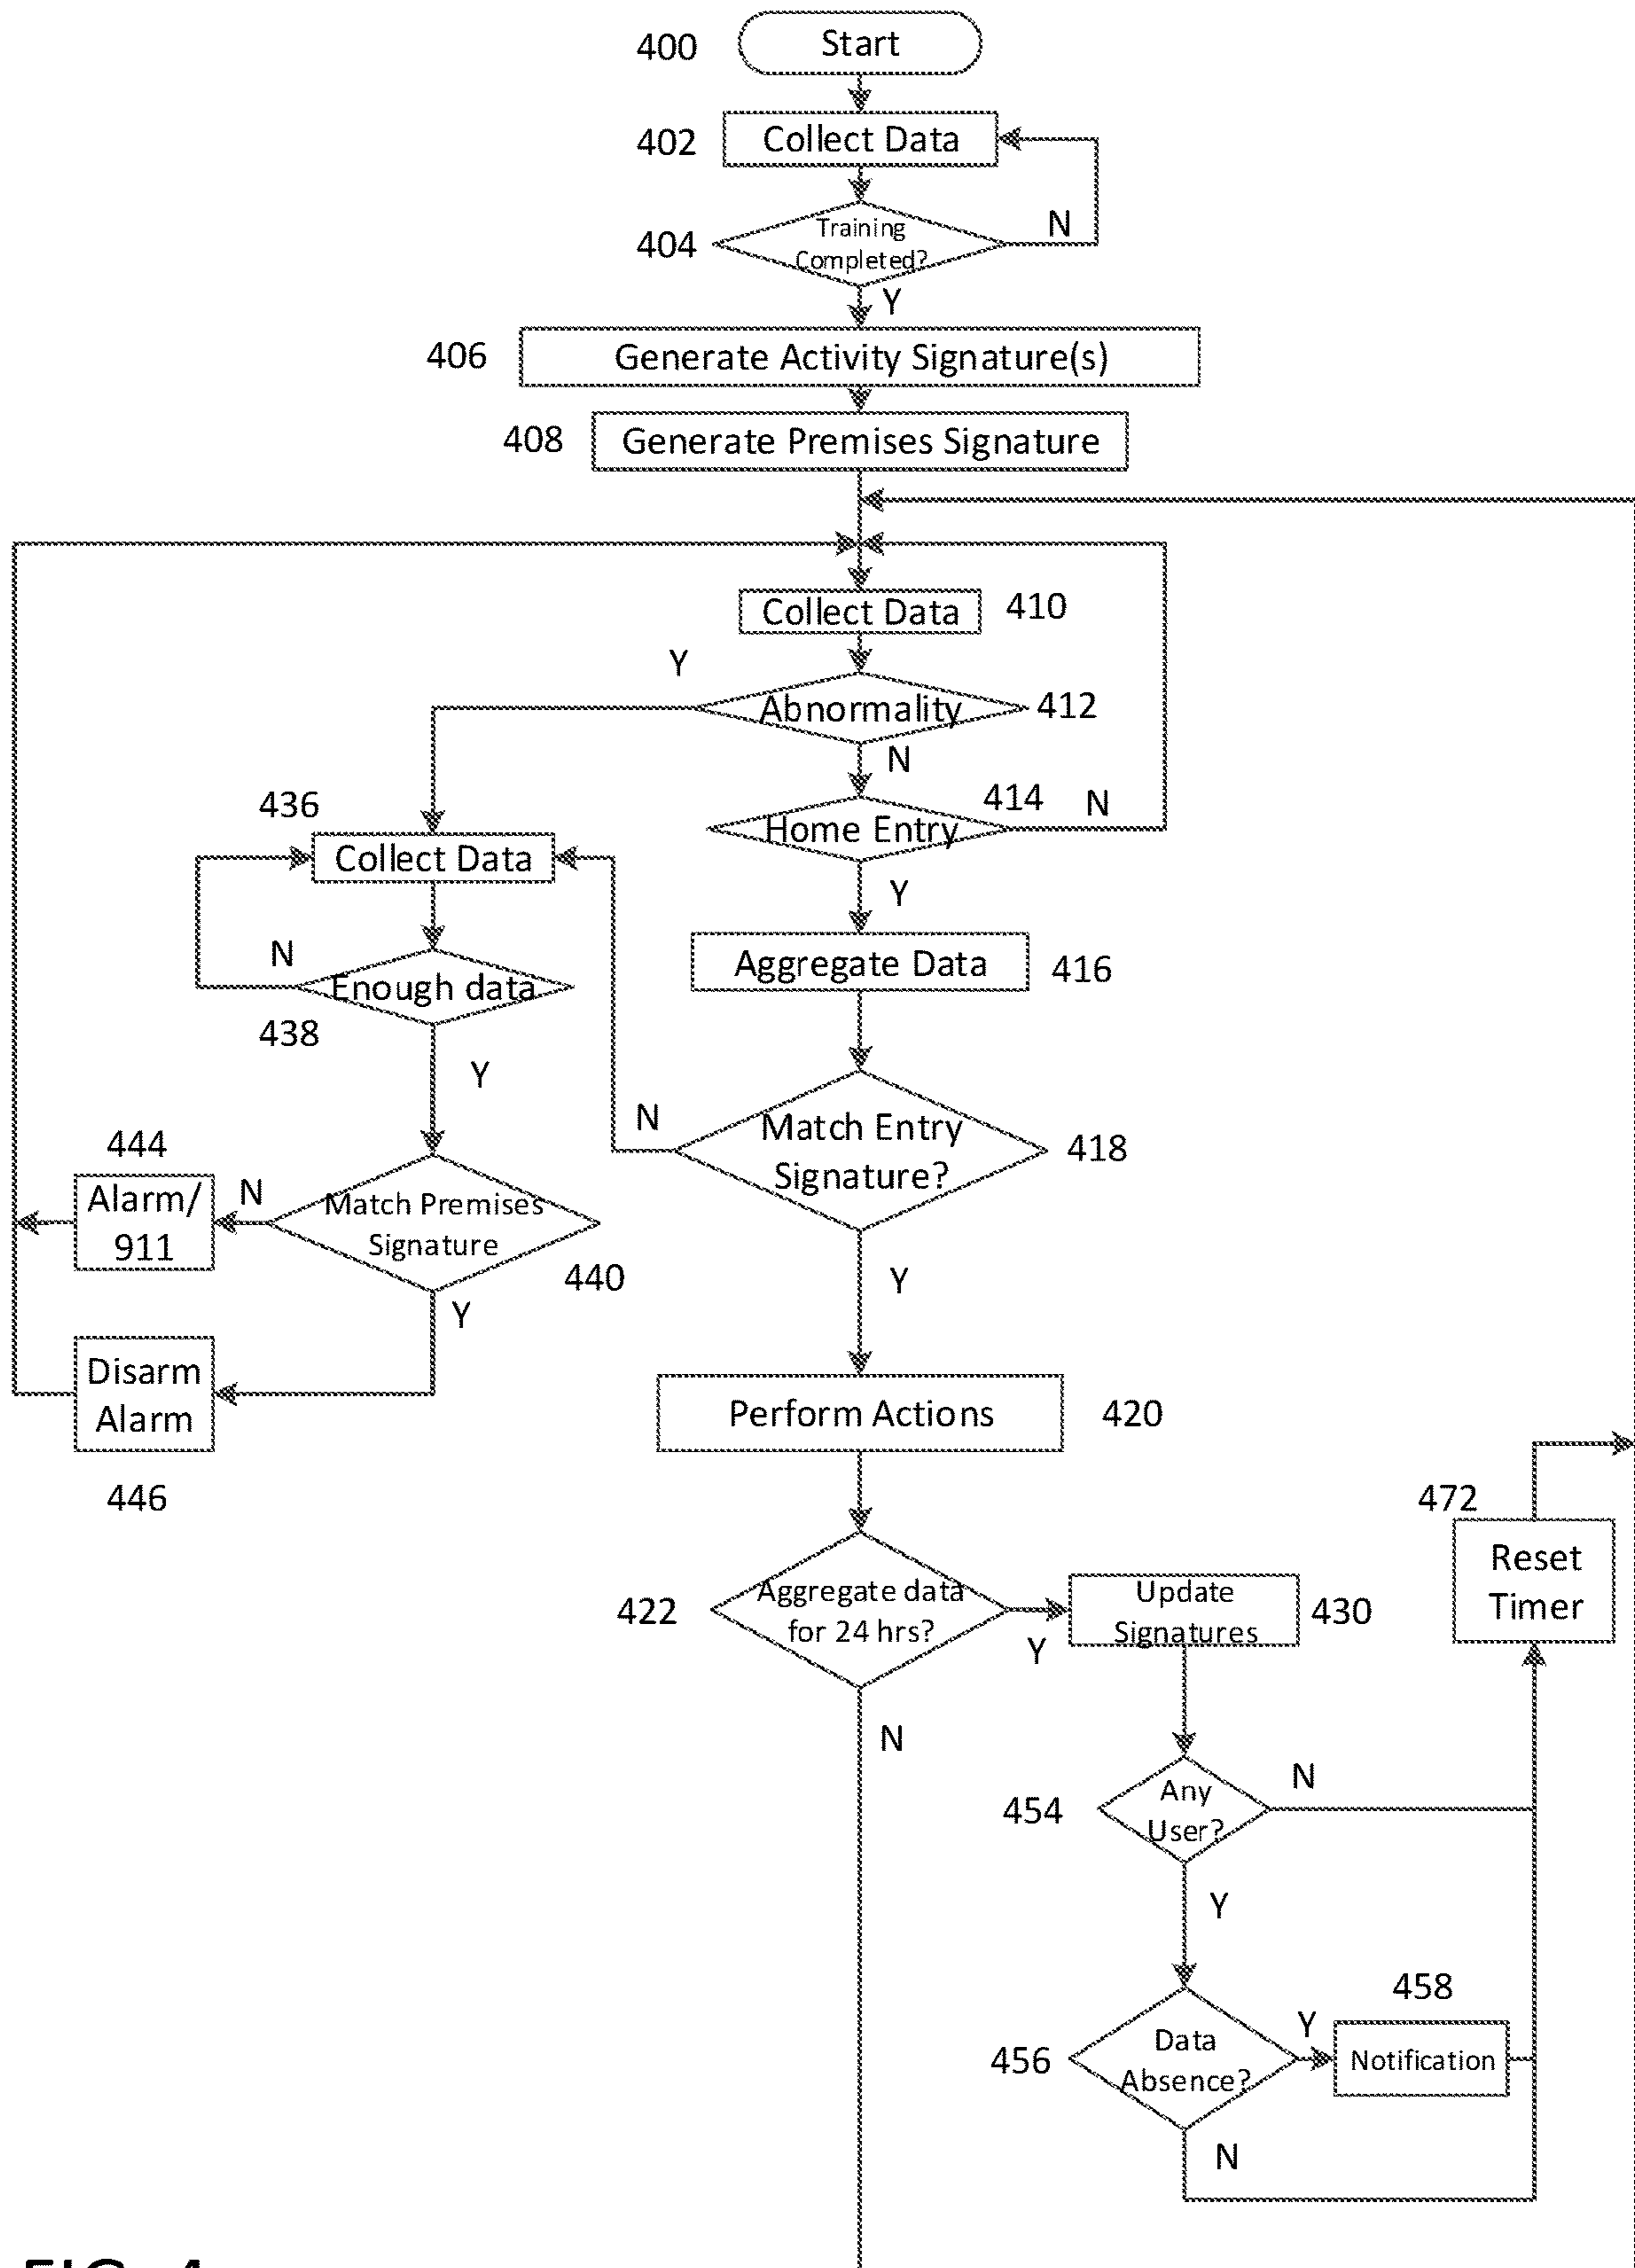 400
Start
402
Collect Data
404
Training
Completed?
N
Y
406
Generate Activity Signature(s)
408
Generate Premises Signature
Collect Data
410
Y
Abnormality
412
N
436
414
N
Home Entry
Collect Data
Y
N
Enough data
Aggregate Data
416
438
Y
N
Match Entry
Signature?
418
444
Alarm/
911
N
Match Premises
Signature
440
Y
Y
Disarm
Alarm
Perform Actions
420
446
472
Reset
Timer
422
Aggregate data
for 24 hrs?
Y
Update
Signatures
430
N
454
Any
User?
N
Y
458
456
Data
Absence?
Y
Notification
N